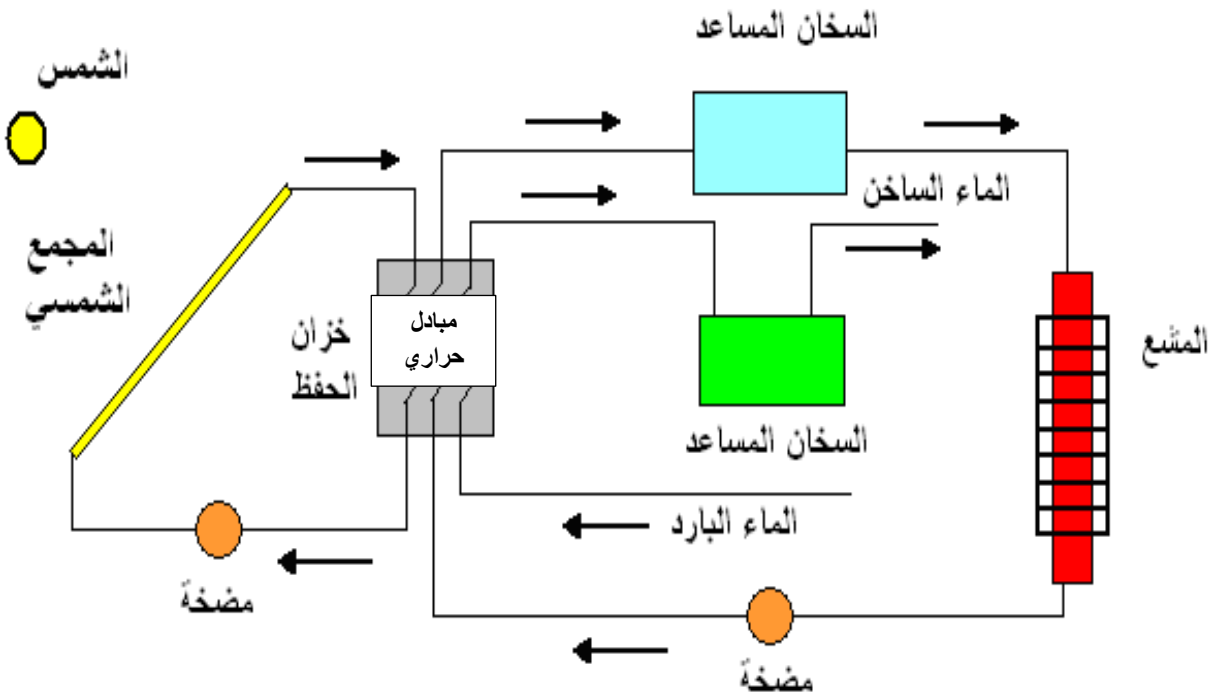 السخان المساعد
الشمس
الماء الساخن
المجمع
الشمسي
مبادل
حراري
خزان
الحفظ
المشع
السخان المساعد
الماء البارد
مضخة
مضخة